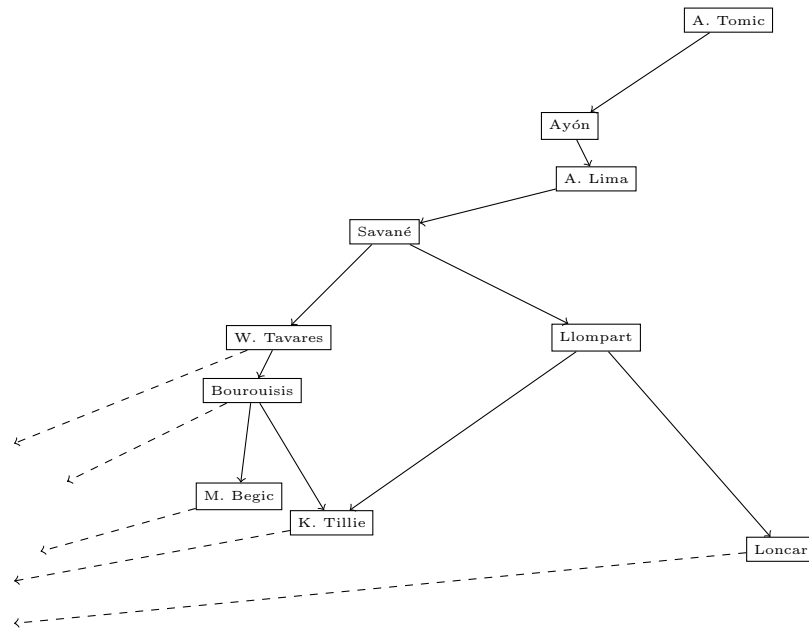 A. Tomic
Ayón
A. Lima
Savané
W. Tavares
Llompart
Bourouisis
M. Begic
K. Tillie
Loncar